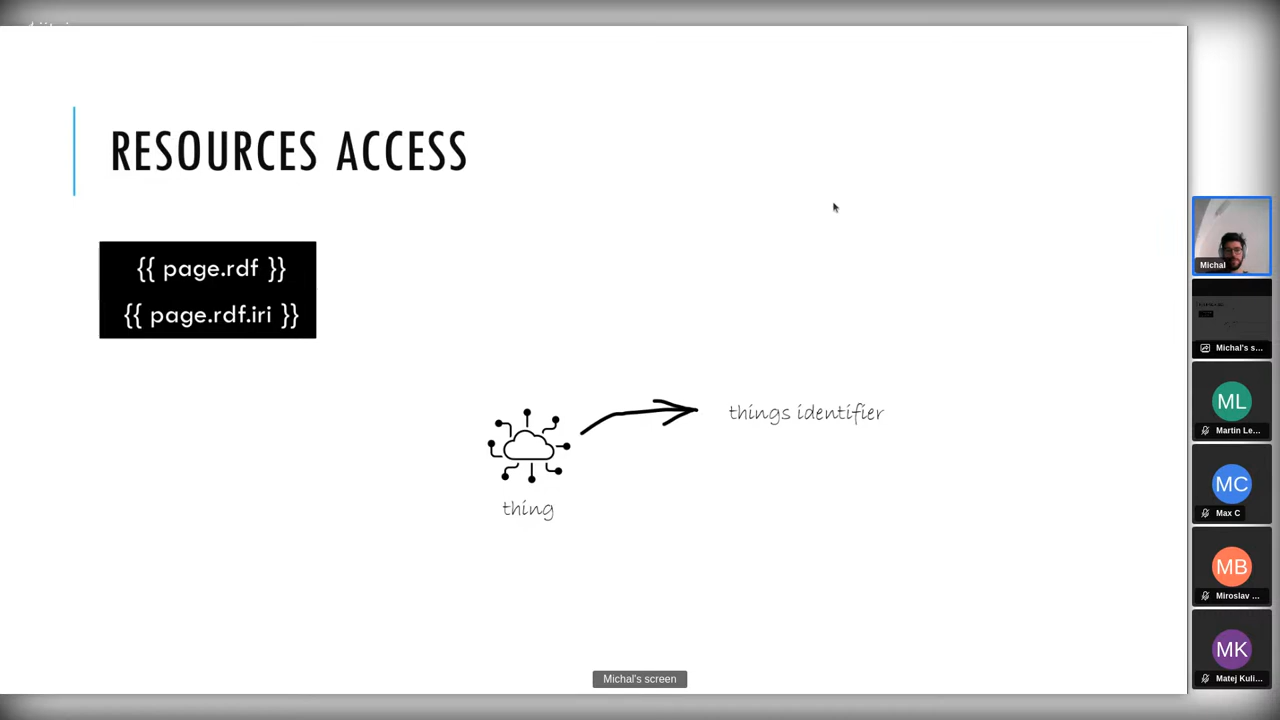 RESOURCES ACCESS
{{ page.rdf }}
{{ page.rdf.iri }}
things identifier
thing
Michal's screen
Michal
Michal's s...
ML
Martin Le...
MC
Max C
MB
Miroslav ...
MK
Matej Kuli...